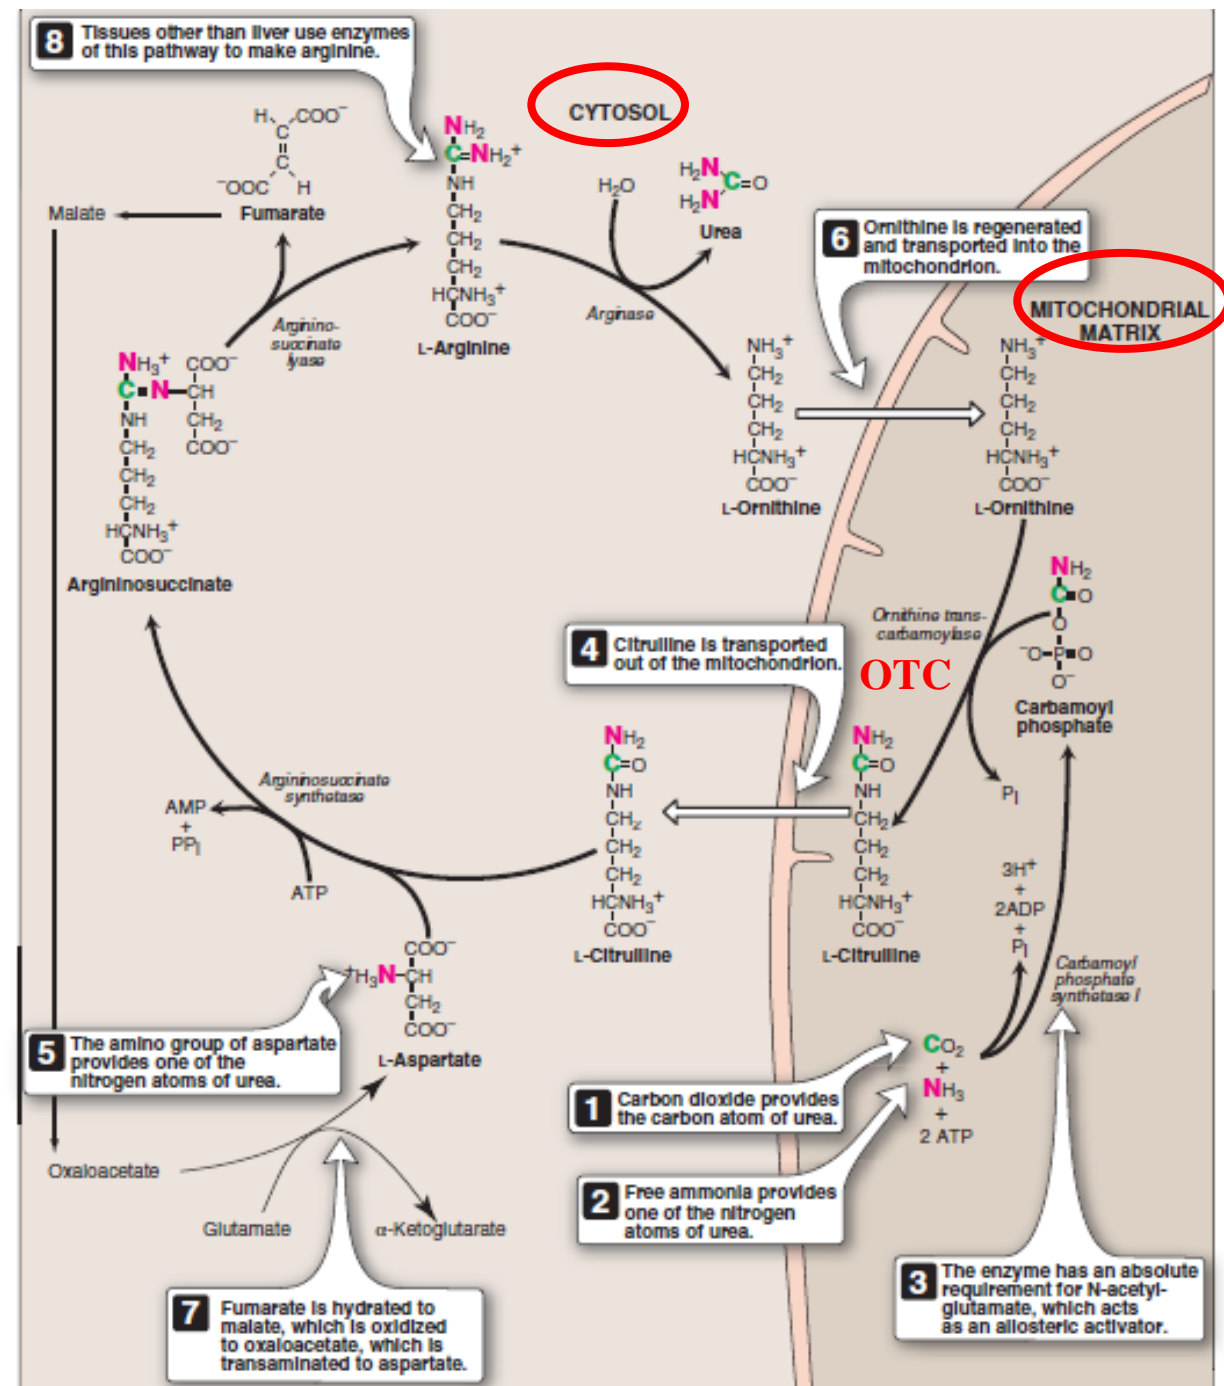 8 Tissues other than liver use enzymes
of this pathway to make arginine.
CYTOSOL
H COO⁻
C
C
⁻OOC H
Fumarate
Malate
NH₂
C=NH₂⁺
NH
CH₂
CH₂
CH₂
HCNH₃⁺
COO⁻
L-Arginine
H₂O
H₂N
C=O
H₂N
Urea
Arginase
6 Ornithine is regenerated
and transported into the
mitochondrion.
MITOCHONDRIAL
MATRIX
Arginino-
succinate
lyase
NH₃⁺ COO⁻
C=N–CH
NH CH₂
CH₂ COO⁻
CH₂
CH₂
HCNH₃⁺
COO⁻
Argininosuccinate
NH₃⁺
CH₂
CH₂
CH₂
HCNH₃⁺
COO⁻
L-Ornithine
NH₃⁺
CH₂
CH₂
CH₂
HCNH₃⁺
COO⁻
L-Ornithine
NH₂
C=O
O
⁻O–P=O
O⁻
Carbamoyl
phosphate
Ornithine trans-
carbamoylase
OTC
Pi
4 Citrulline is transported
out of the mitochondrion.
NH₂
C=O
NH
CH₂
CH₂
CH₂
HCNH₃⁺
COO⁻
L-Citrulline
NH₂
C=O
NH
CH₂
CH₂
CH₂
HCNH₃⁺
COO⁻
L-Citrulline
Argininosuccinate
synthetase
AMP
+
PPi
ATP
COO⁻
⁺H₃N–CH
CH₂
COO⁻
L-Aspartate
3H⁺
+
2ADP
+
Pi
Carbamoyl
phosphate
synthetase I
5 The amino group of aspartate
provides one of the
nitrogen atoms of urea.
CO₂
+
NH₃
+
2 ATP
1 Carbon dioxide provides
the carbon atom of urea.
2 Free ammonia provides
one of the nitrogen
atoms of urea.
Oxaloacetate
Glutamate
α-Ketoglutarate
7 Fumarate is hydrated to
malate, which is oxidized
to oxaloacetate, which is
transaminated to aspartate.
3 The enzyme has an absolute
requirement for N-acetyl-
glutamate, which acts
as an allosteric activator.